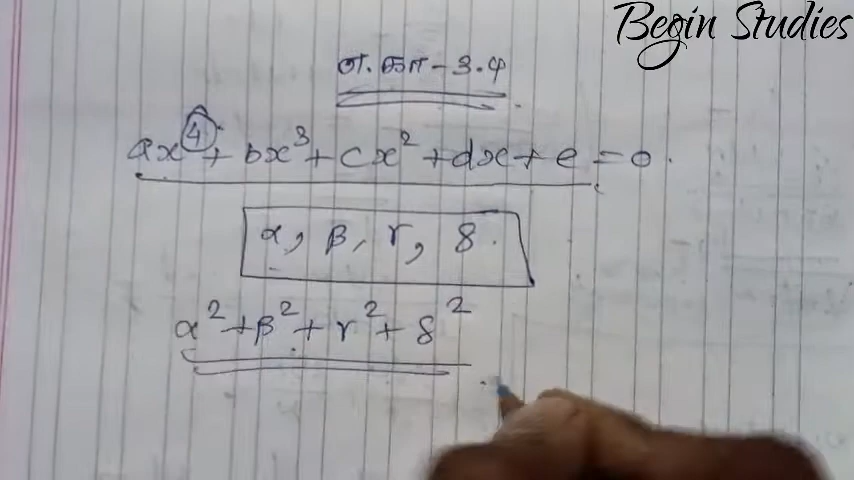 Begin Studies
எ.கா - 3.4
ax⁴ + bx³ + cx² + dx + e = 0.
α, β, γ, δ.
α² + β² + γ² + δ²